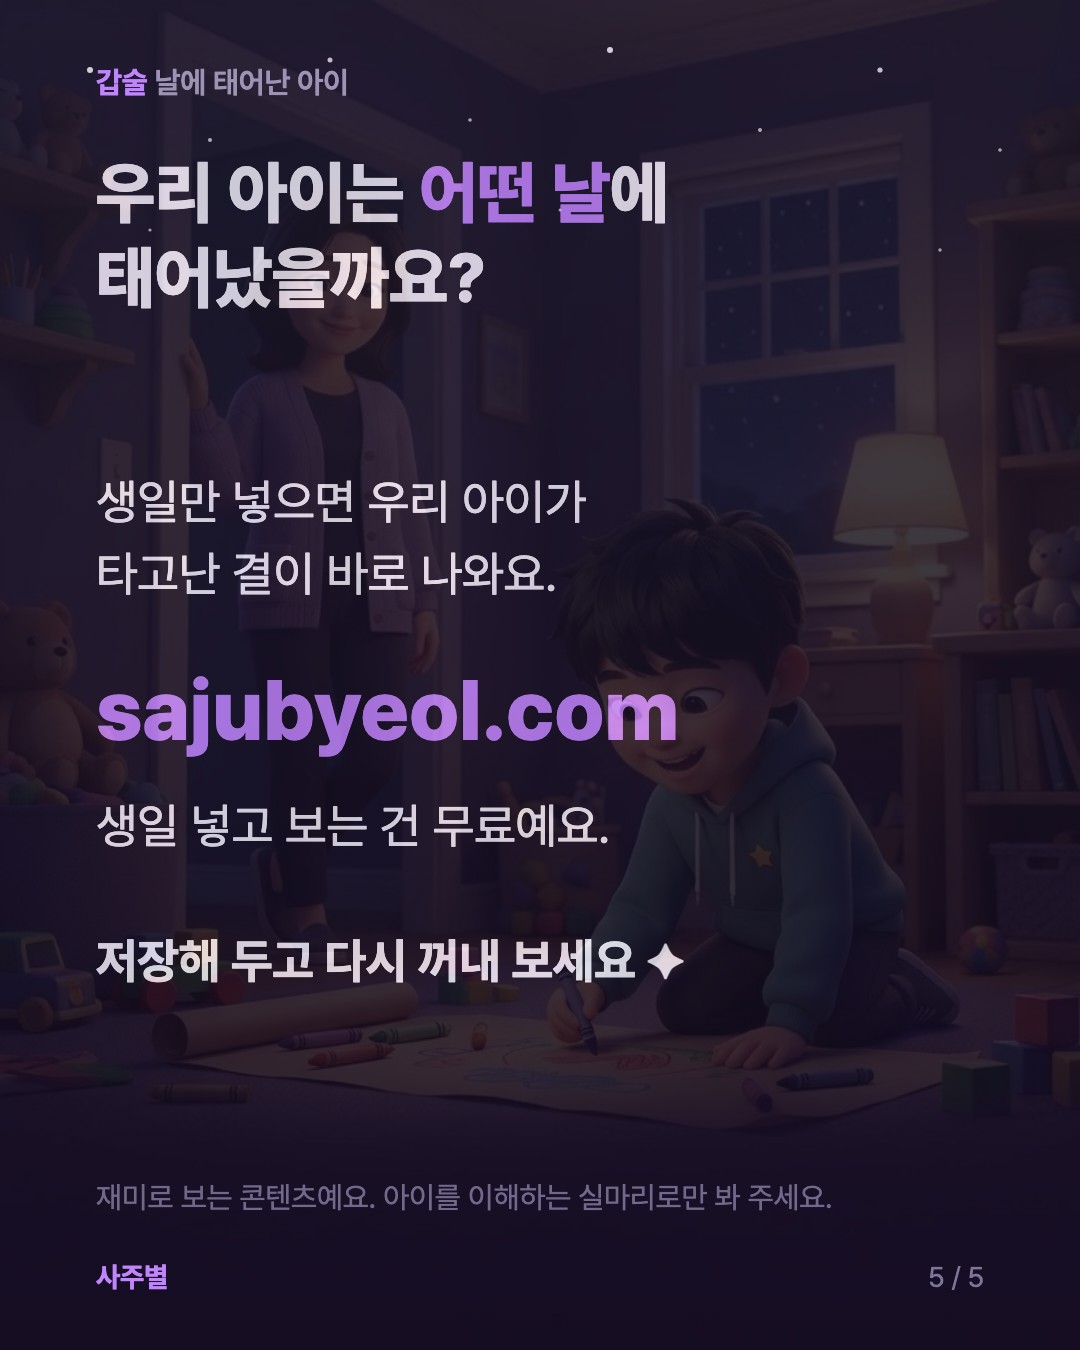 갑술 날에 태어난 아이
우리 아이는 어떤 날에
태어났을까요?
생일만 넣으면 우리 아이가
타고난 결이 바로 나와요.
sajubyeol.com
생일 넣고 보는 건 무료예요.
저장해 두고 다시 꺼내 보세요 ✦
재미로 보는 콘텐츠예요. 아이를 이해하는 실마리로만 봐 주세요.
사주별
5 / 5